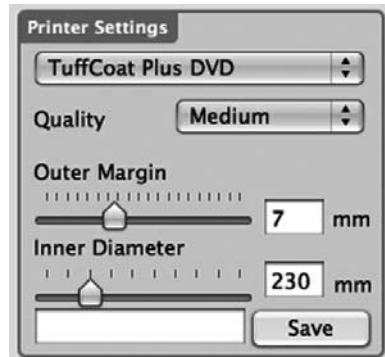 Printer Settings
TuffCoat Plus DVD
Quality Medium
Outer Margin
7 mm
Inner Diameter
230 mm
Save